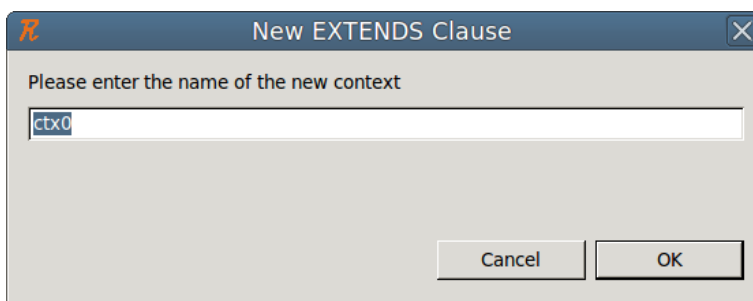 New EXTENDS Clause
Please enter the name of the new context
ctx0
Cancel OK